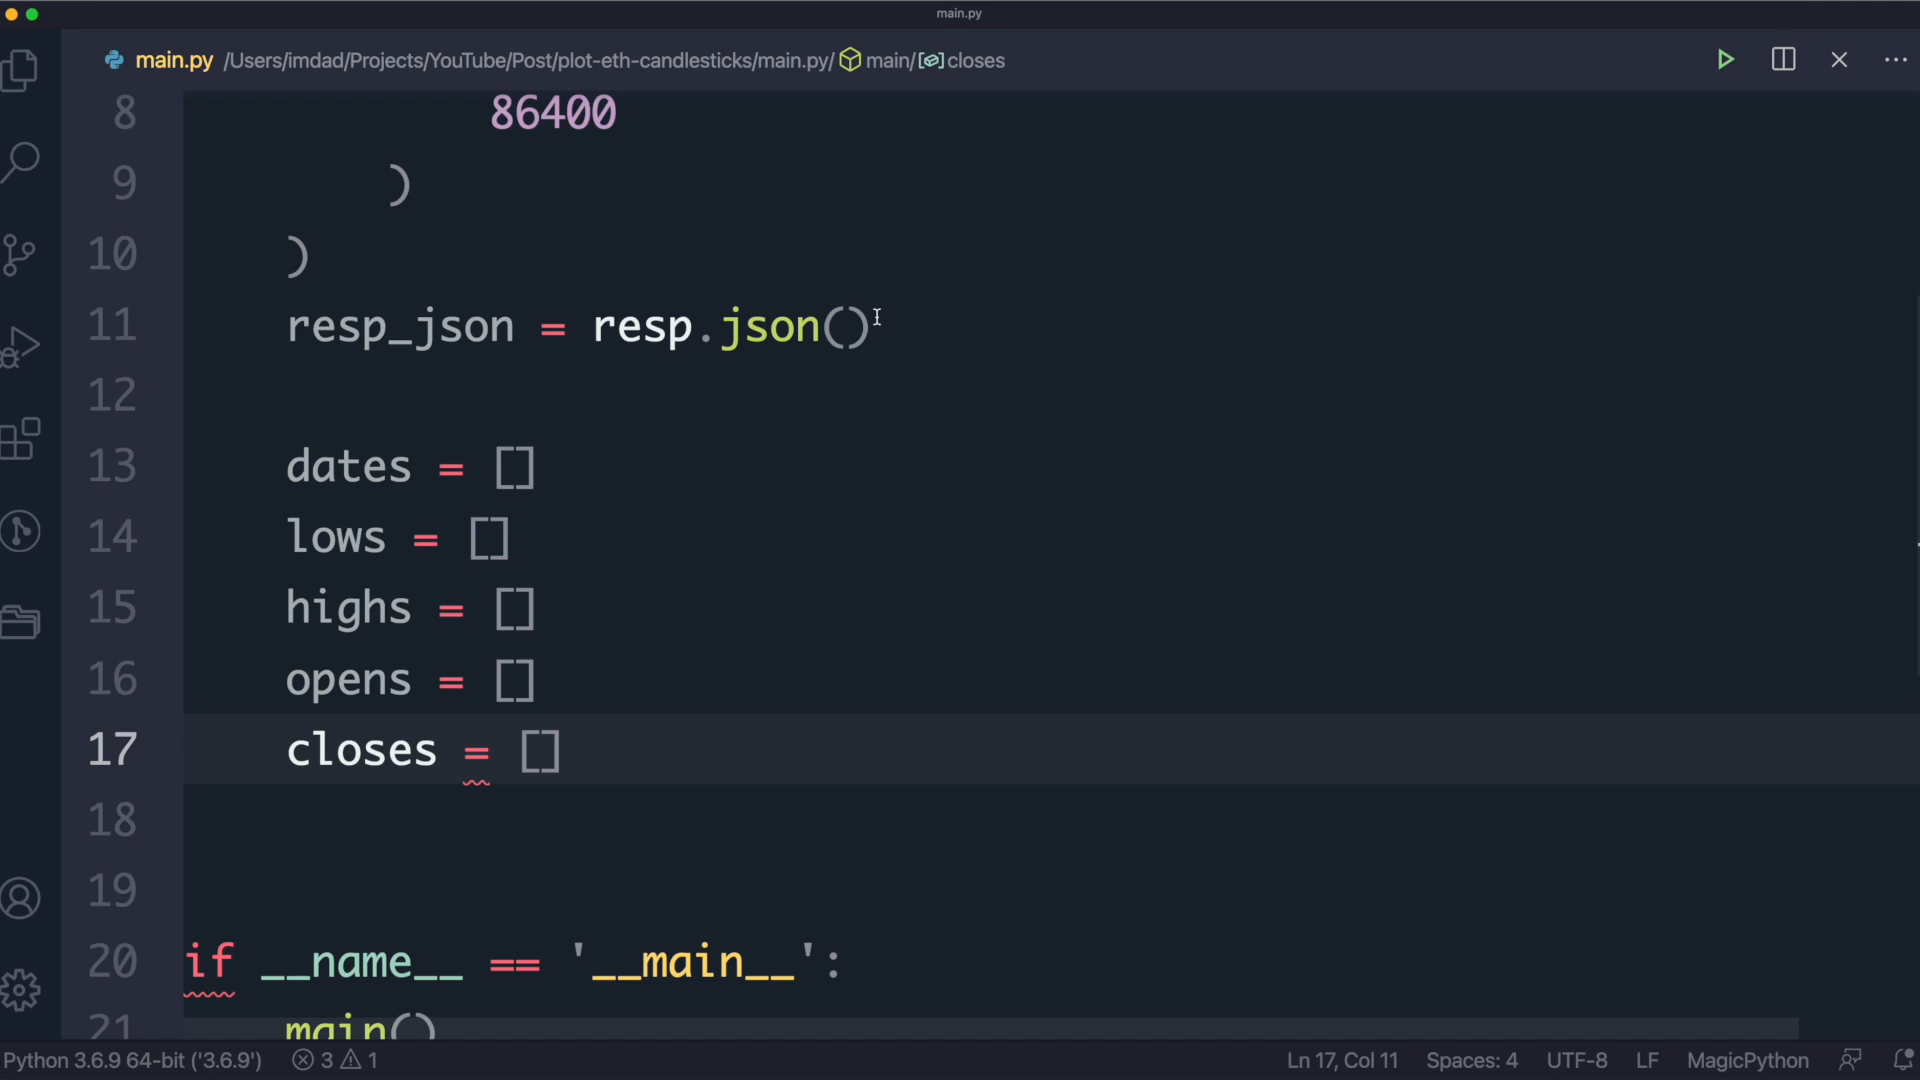 main.py
main.py /Users/imdad/Projects/YouTube/Post/plot-eth-candlesticks/main.py/ main/ closes
8 86400
9 )
10 )
11 resp_json = resp.json()
12
13 dates = []
14 lows = []
15 highs = []
16 opens = []
17 closes = []
18
19
20 if __name__ == '__main__':
21 main()
Python 3.6.9 64-bit ('3.6.9') 3 1 Ln 17, Col 11 Spaces: 4 UTF-8 LF MagicPython